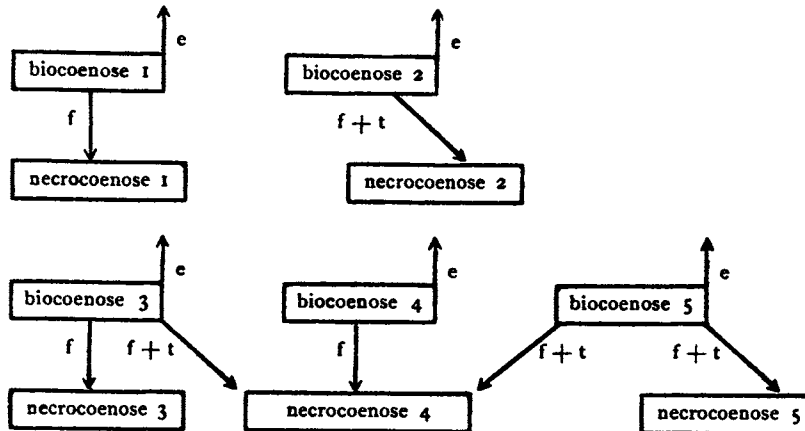 e
e
biocoenose 1
biocoenose 2
f
f + t
necrocoenose 1
necrocoenose 2
e
e
e
biocoenose 3
biocoenose 4
biocoenose 5
f
f + t
f
f + t
f + t
necrocoenose 3
necrocoenose 4
necrocoenose 5